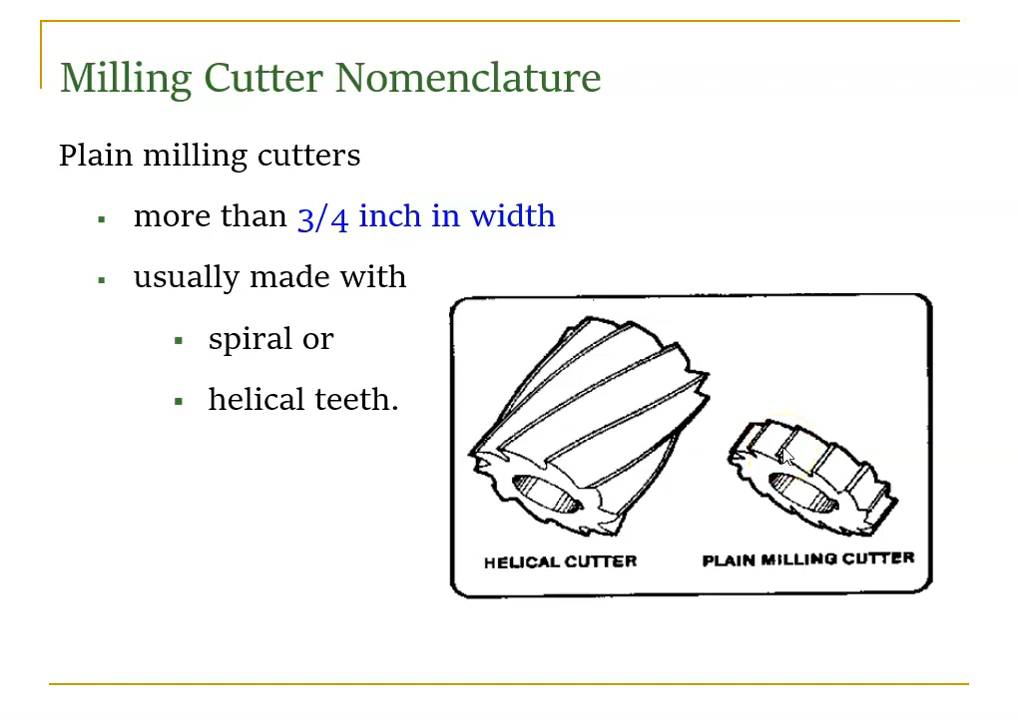 Milling Cutter Nomenclature
Plain milling cutters
more than 3/4 inch in width
usually made with
spiral or
helical teeth.
HELICAL CUTTER
PLAIN MILLING CUTTER